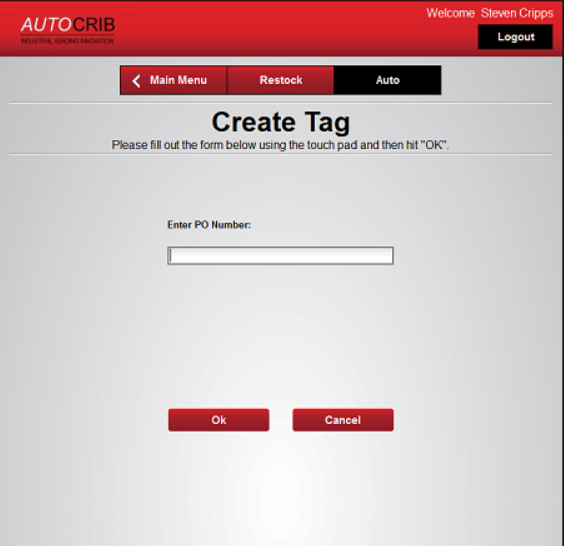 Welcome Steven Cripps
AUTOCRIB
INDUSTRIAL VENDING INNOVATION
Logout
Main Menu
Restock
Auto
Create Tag
Please fill out the form below using the touch pad and then hit "OK".
Enter PO Number:
Ok
Cancel